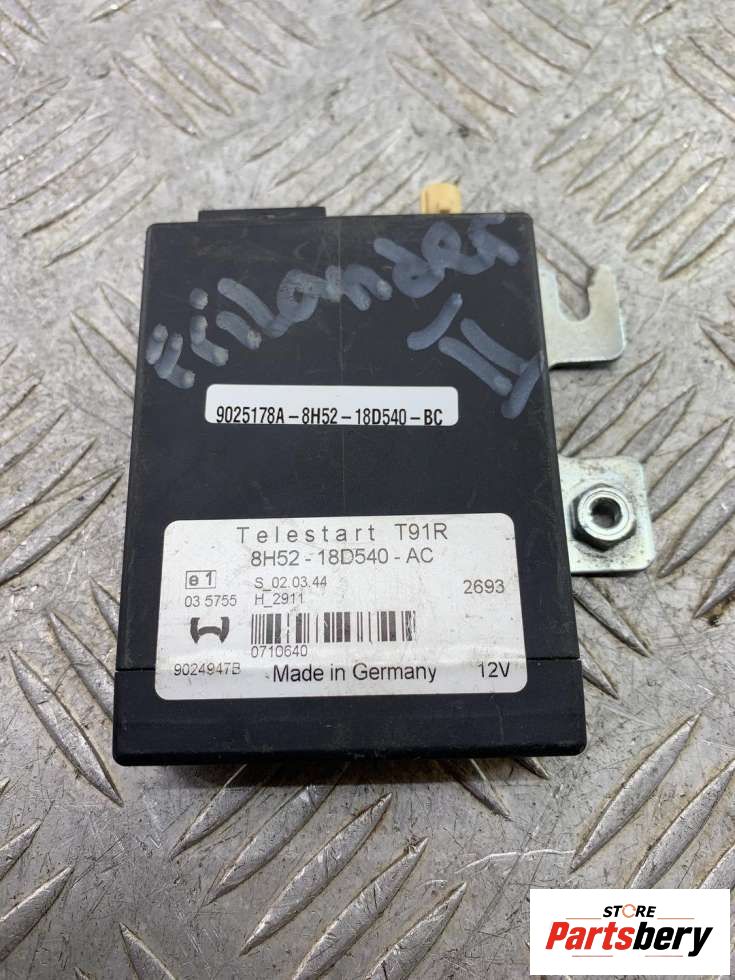 Frilander
II
9025178A-8H52-18D540-BC
Telestart T91R
8H52-18D540-AC
e1 S_02.03.44 2693
03 5755 H_2911
0710640
9024947B Made in Germany 12V
STORE
Partsbery